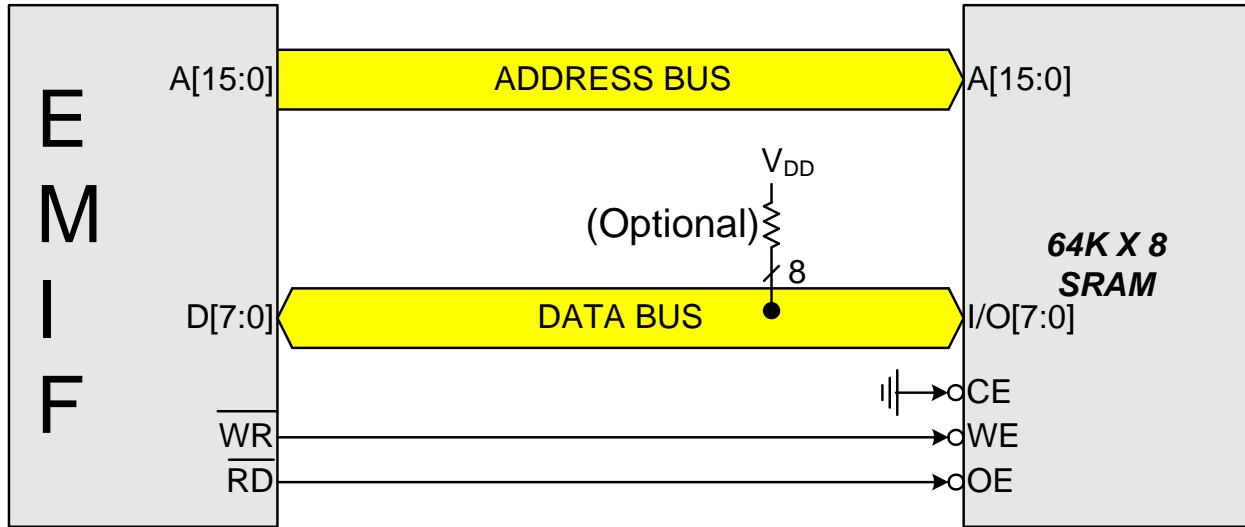 EMIF
A[15:0]
ADDRESS BUS
A[15:0]
VDD
(Optional)
8
64K X 8
SRAM
D[7:0]
DATA BUS
I/O[7:0]
CE
WR
WE
RD
OE